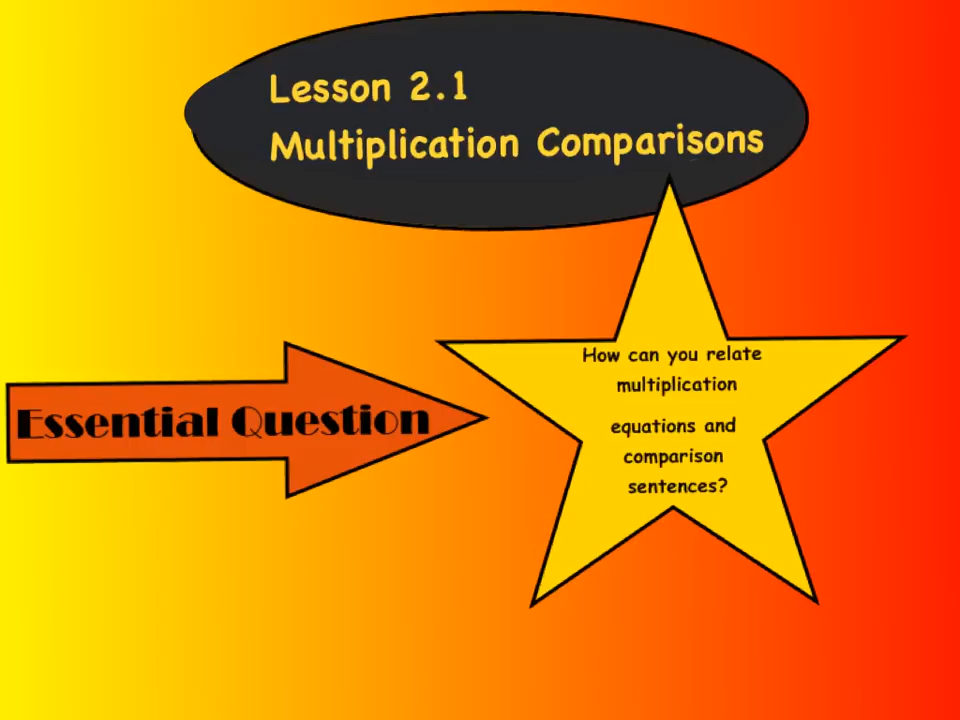 Lesson 2.1
Multiplication Comparisons
Essential Question
How can you relate
multiplication
equations and
comparison
sentences?